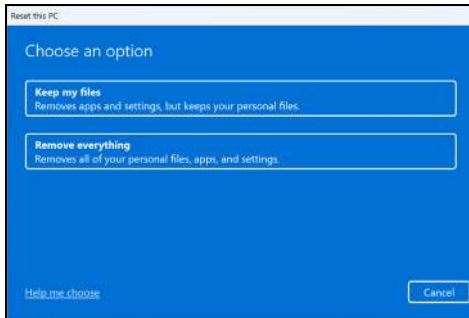 Reset this PC
Choose an option
Keep my files
Removes apps and settings, but keeps your personal files.
Remove everything
Removes all of your personal files, apps, and settings.
Help me choose
Cancel